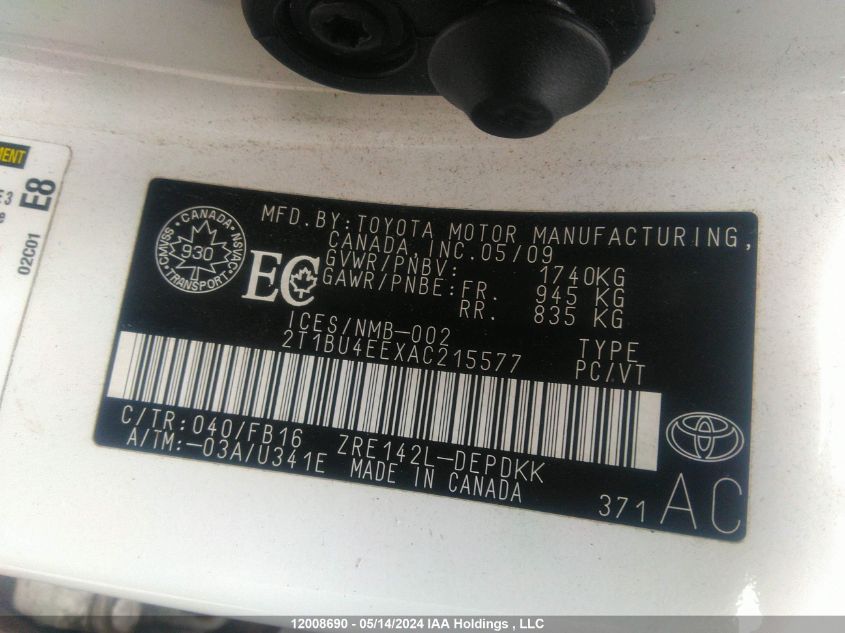 MENT
E3
E8
02C01
CANADA
CMVSS
NSVAC
930
TRANSPORT
EC
MFD.BY:TOYOTA MOTOR MANUFACTURING,
CANADA, INC.05/09
GVWR/PNBV: 1740KG
GAWR/PNBE: FR. 945 KG
RR. 835 KG
ICES/NMB-002
2T1BU4EEXAC215577
TYPE
PC/VT
C/TR:040/FB16 ZRE142L-DEPDKK
A/TM:-03A/U341E MADE IN CANADA
371 AC
12008690 - 05/14/2024 IAA Holdings , LLC